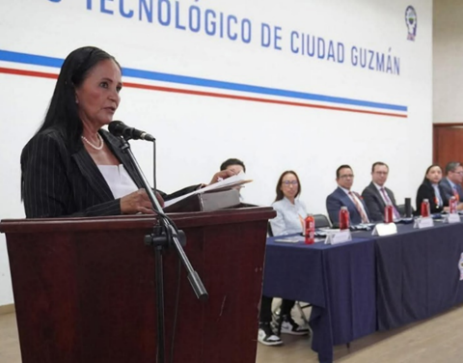 TECNOLÓGICO DE CIUDAD GUZMÁN